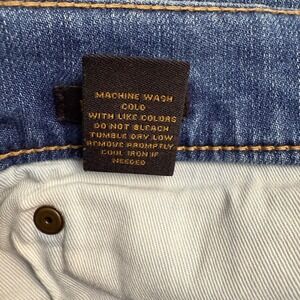 MACHINE WASH
COLD
WITH LIKE COLORS
DO NOT BLEACH
TUMBLE DRY LOW
REMOVE PROMPTLY
COOL IRON IF
NEEDED